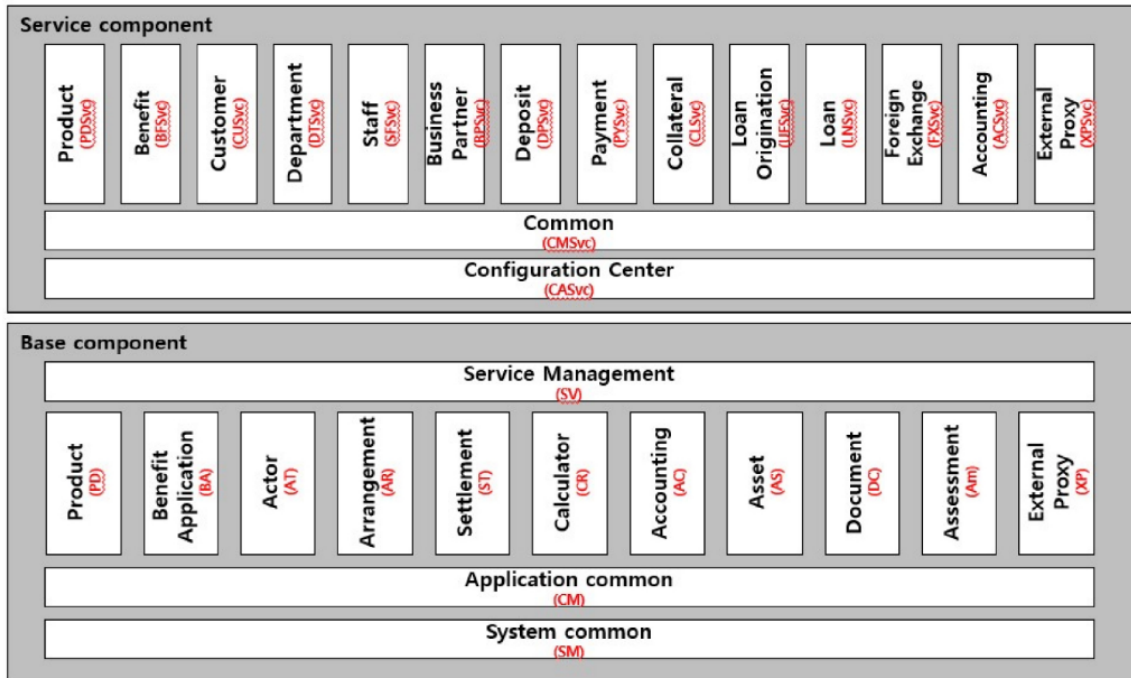 Service component
Product
(PDSvc)
Benefit
(BFSvc)
Customer
(CUSvc)
Department
(DTSvc)
Staff
(SFSvc)
Business
Partner
(BPSvc)
Deposit
(DPSvc)
Payment
(PYSvc)
Collateral
(CLSvc)
Loan
Origination
(UFSvc)
Loan
(LNSvc)
Foreign
Exchange
(FXSvc)
Accounting
(ACSvc)
External
Proxy
(XPSvc)
Common
(CMSvc)
Configuration Center
(CASvc)
Base component
Service Management
(SV)
Product
(PD)
Benefit
Application
(BA)
Actor
(AT)
Arrangement
(AR)
Settlement
(ST)
Calculator
(CR)
Accounting
(AC)
Asset
(AS)
Document
(DC)
Assessment
(Am)
External
Proxy
(XP)
Application common
(CM)
System common
(SM)